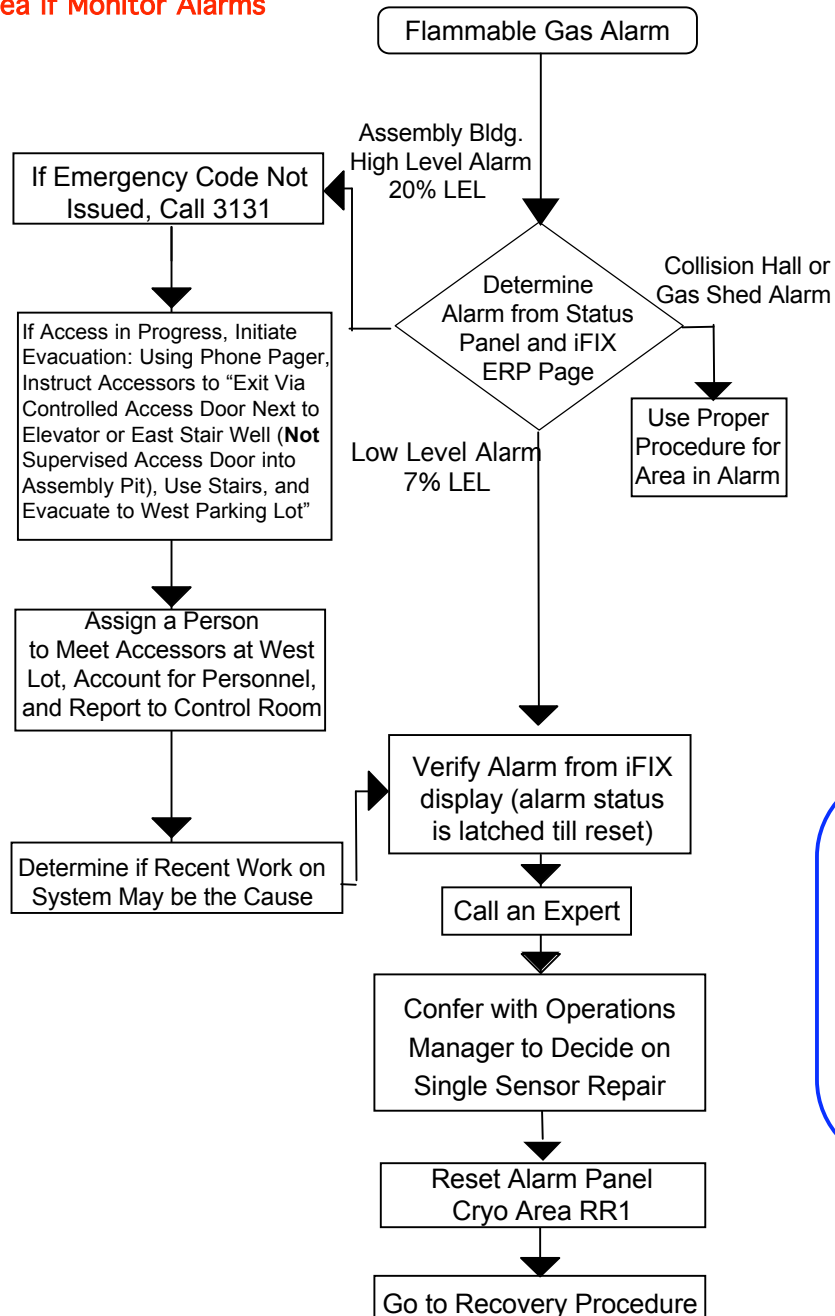 ea if Monitor Alarms
Flammable Gas Alarm
Assembly Bldg.
High Level Alarm
20% LEL
If Emergency Code Not
Issued, Call 3131
Determine
Alarm from Status
Panel and iFIX
ERP Page
Collision Hall or
Gas Shed Alarm
If Access in Progress, Initiate
Evacuation: Using Phone Pager,
Instruct Accessors to “Exit Via
Controlled Access Door Next to
Elevator or East Stair Well (Not
Supervised Access Door into
Assembly Pit), Use Stairs, and
Evacuate to West Parking Lot”
Use Proper
Procedure for
Area in Alarm
Low Level Alarm
7% LEL
Assign a Person
to Meet Accessors at West
Lot, Account for Personnel,
and Report to Control Room
Verify Alarm from iFIX
display (alarm status
is latched till reset)
Determine if Recent Work on
System May be the Cause
Call an Expert
Confer with Operations
Manager to Decide on
Single Sensor Repair
Reset Alarm Panel
Cryo Area RR1
Go to Recovery Procedure